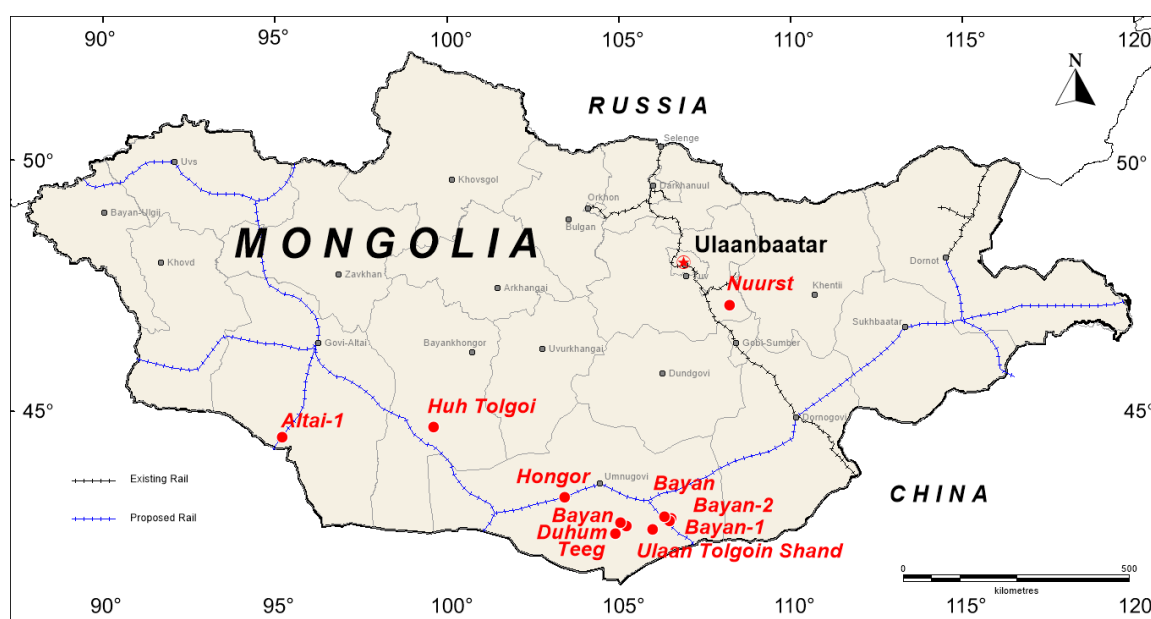 90° 95° 100° 105° 110° 115° 120
N
RUSSIA
Selenge
50° 50°
Uvs
Khovsgol
Darkhanuul
Orkhon
Bayan-Ulgii
Bulgan
MONGOLIA
Ulaanbaatar
Khovd
Zavkhan
Tuv
Dornot
Arkhangai
Nuurst
Khentii
Sukhbaatar
Govi-Altai
Bayankhongor
Uvurkhangai
Gobi-Sumber
Dundgovi
45° 45°
Altai-1
Huh Tolgoi
Dornogovi
Existing Rail
Hongor
Umnugovi
Bayan
CHINA
Bayan-2
Proposed Rail
Bayan
Bayan-1
Duhum
Teeg
Ulaan Tolgoin Shand
0 500
kilometres
90° 95° 100° 105° 110° 115° 120